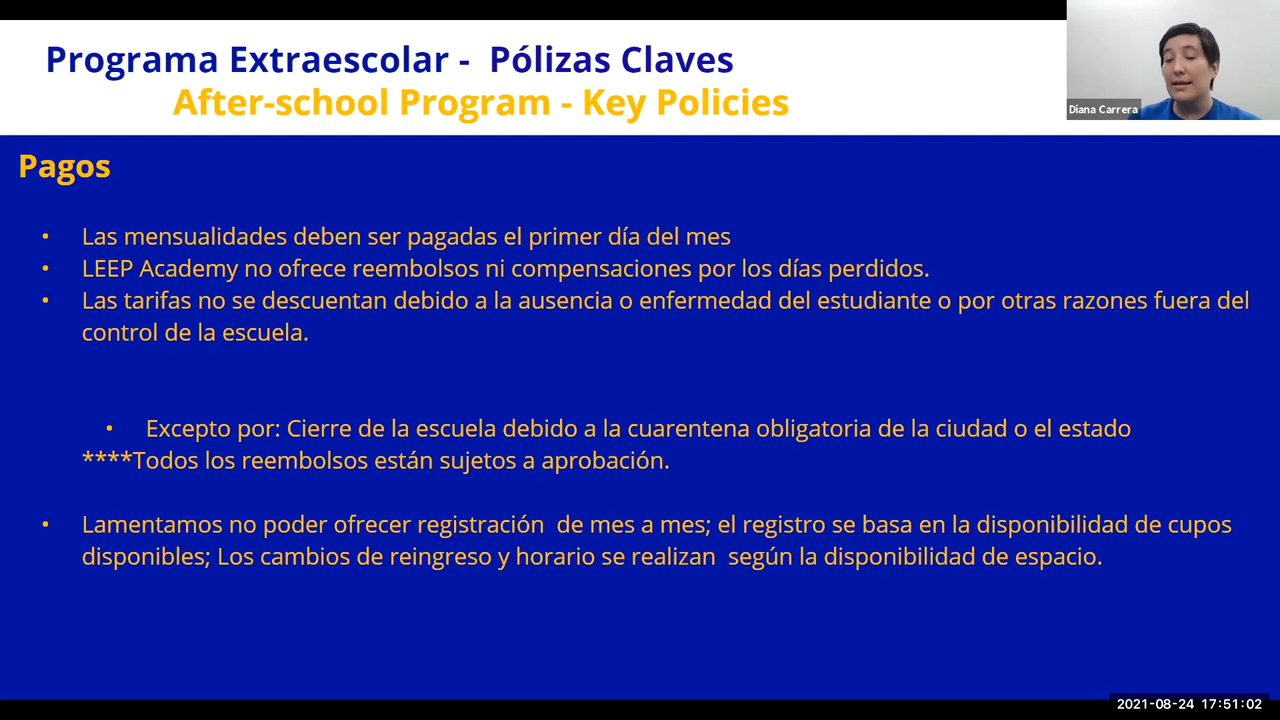 Programa Extraescolar - Pólizas Claves
After-school Program - Key Policies
Diana Carrera
Pagos
• Las mensualidades deben ser pagadas el primer día del mes
• LEEP Academy no ofrece reembolsos ni compensaciones por los días perdidos.
• Las tarifas no se descuentan debido a la ausencia o enfermedad del estudiante o por otras razones fuera del
control de la escuela.
• Excepto por: Cierre de la escuela debido a la cuarentena obligatoria de la ciudad o el estado
****Todos los reembolsos están sujetos a aprobación.
• Lamentamos no poder ofrecer registración de mes a mes; el registro se basa en la disponibilidad de cupos
disponibles; Los cambios de reingreso y horario se realizan según la disponibilidad de espacio.
2021-08-24 17:51:02